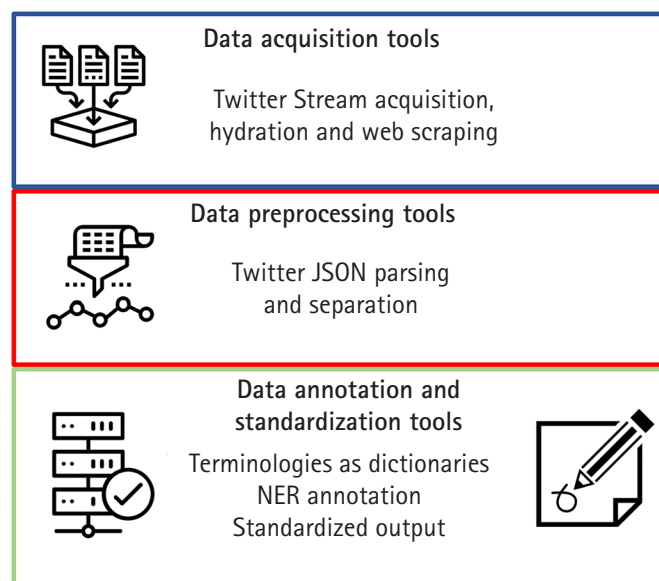 Data acquisition tools
Twitter Stream acquisition,
hydration and web scraping
Data preprocessing tools
Twitter JSON parsing
and separation
Data annotation and
standardization tools
Terminologies as dictionaries
NER annotation
Standardized output